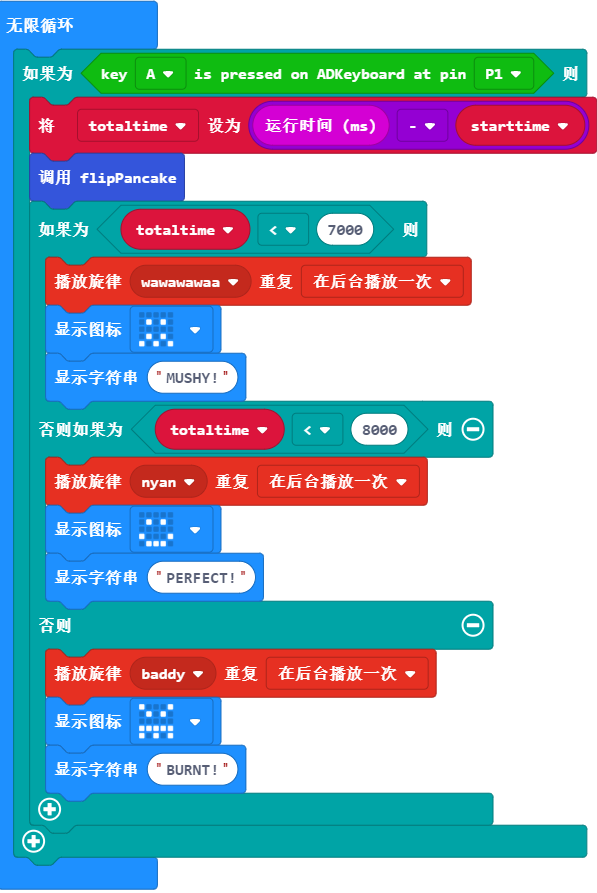 无限循环
如果为 key A is pressed on ADKeyboard at pin P1 则
将 totaltime 设为 运行时间 (ms) - starttime
调用 flipPancake
如果为 totaltime < 7000 则
播放旋律 wawawawaa 重复 在后台播放一次
显示图标
显示字符串 "MUSHY!"
否则如果为 totaltime < 8000 则
播放旋律 nyan 重复 在后台播放一次
显示图标
显示字符串 "PERFECT!"
否则
播放旋律 baddy 重复 在后台播放一次
显示图标
显示字符串 "BURNT!"